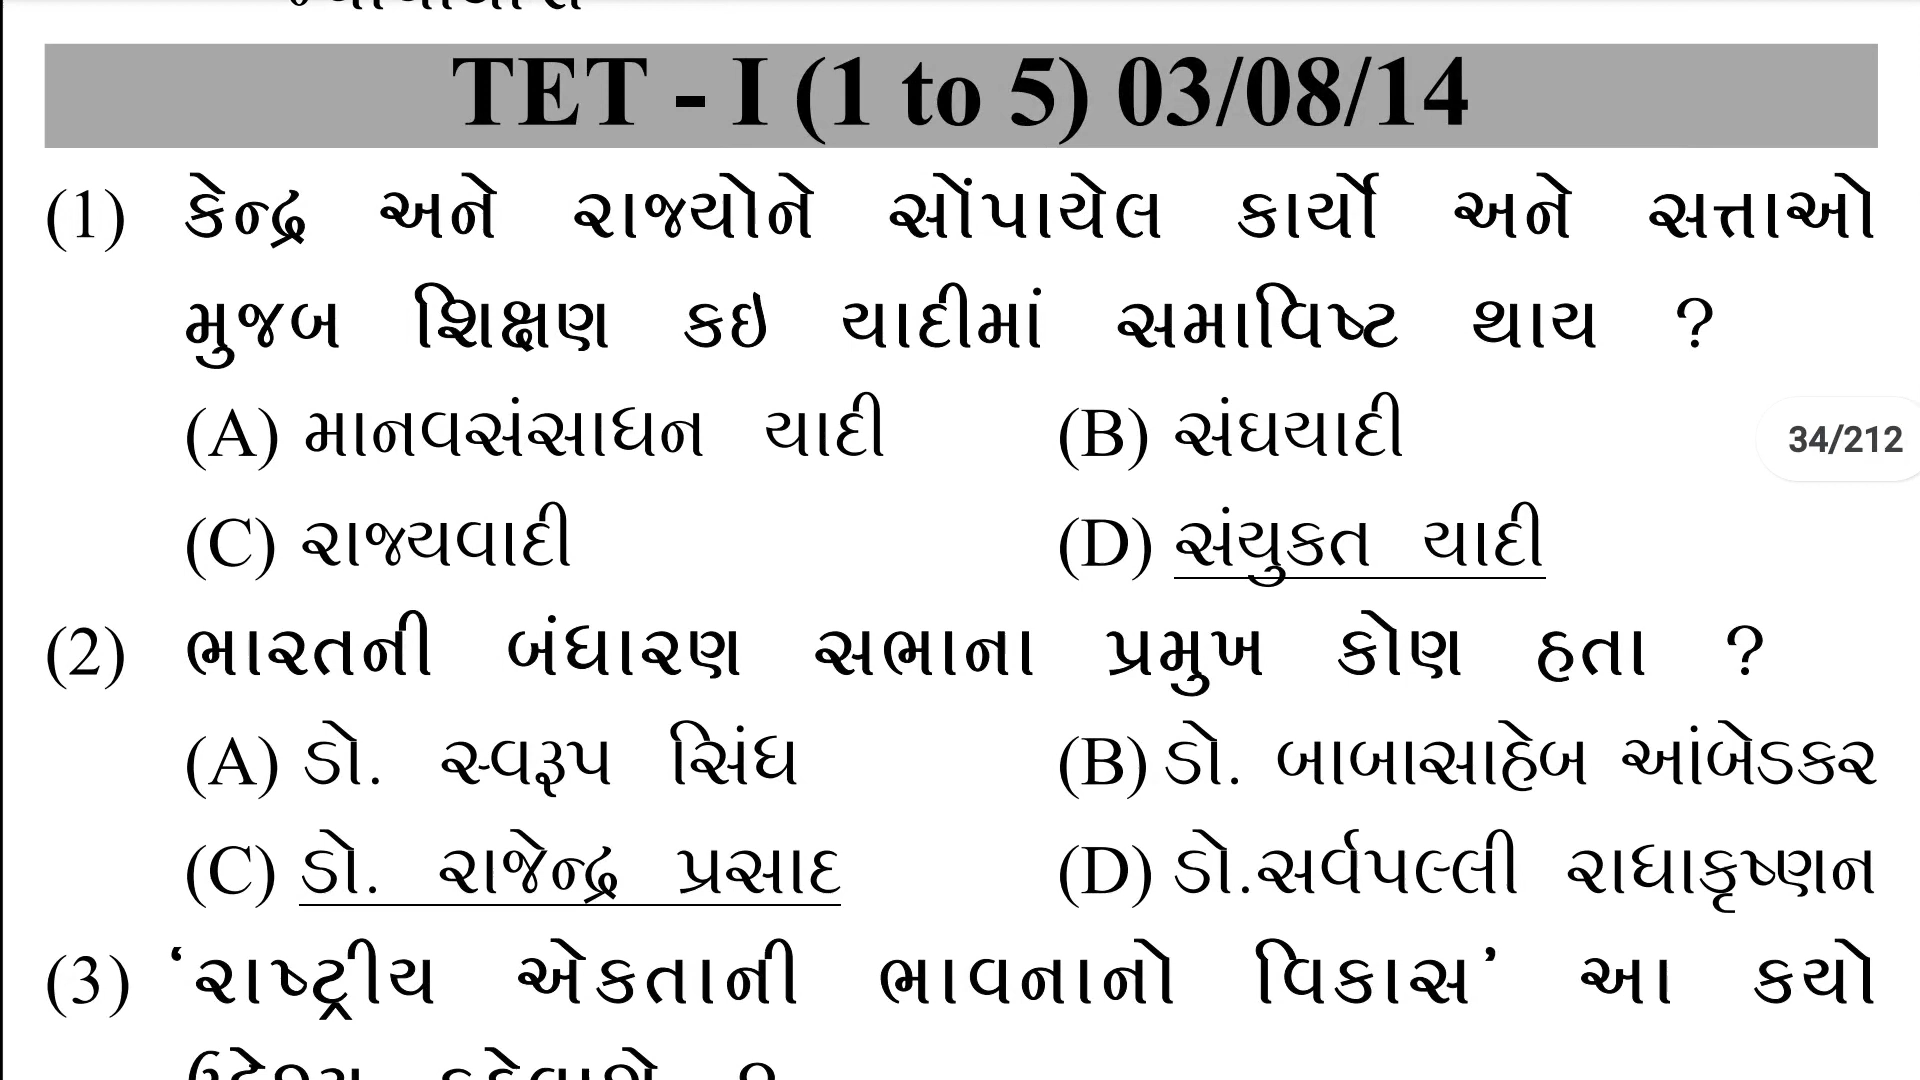 TET - I (1 to 5) 03/08/14
(1) કેન્દ્ર અને રાજ્યોને સોંપાયેલ કાર્યો અને સત્તાઓ
મુજબ શિક્ષણ કઇ યાદીમાં સમાવિષ્ટ થાય ?
(A) માનવસંસાધન યાદી (B) સંઘયાદી
34/212
(C) રાજ્યવાદી (D) સંયુકત યાદી
(2) ભારતની બંધારણ સભાના પ્રમુખ કોણ હતા ?
(A) ડો. સ્વરૂપ સિંઘ (B) ડો. બાબાસાહેબ આંબેડકર
(C) ડો. રાજેન્દ્ર પ્રસાદ (D) ડો.સર્વપલ્લી રાધાકૃષ્ણન
(3) ‘રાષ્ટ્રીય એકતાની ભાવનાનો વિકાસ’ આ કયો